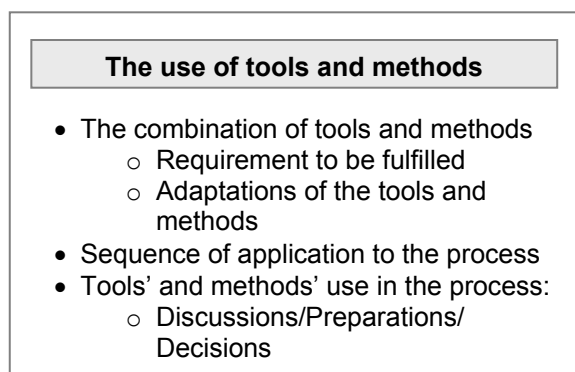 The use of tools and methods
• The combination of tools and methods
o Requirement to be fulfilled
o Adaptations of the tools and
methods
• Sequence of application to the process
• Tools’ and methods’ use in the process:
o Discussions/Preparations/
Decisions